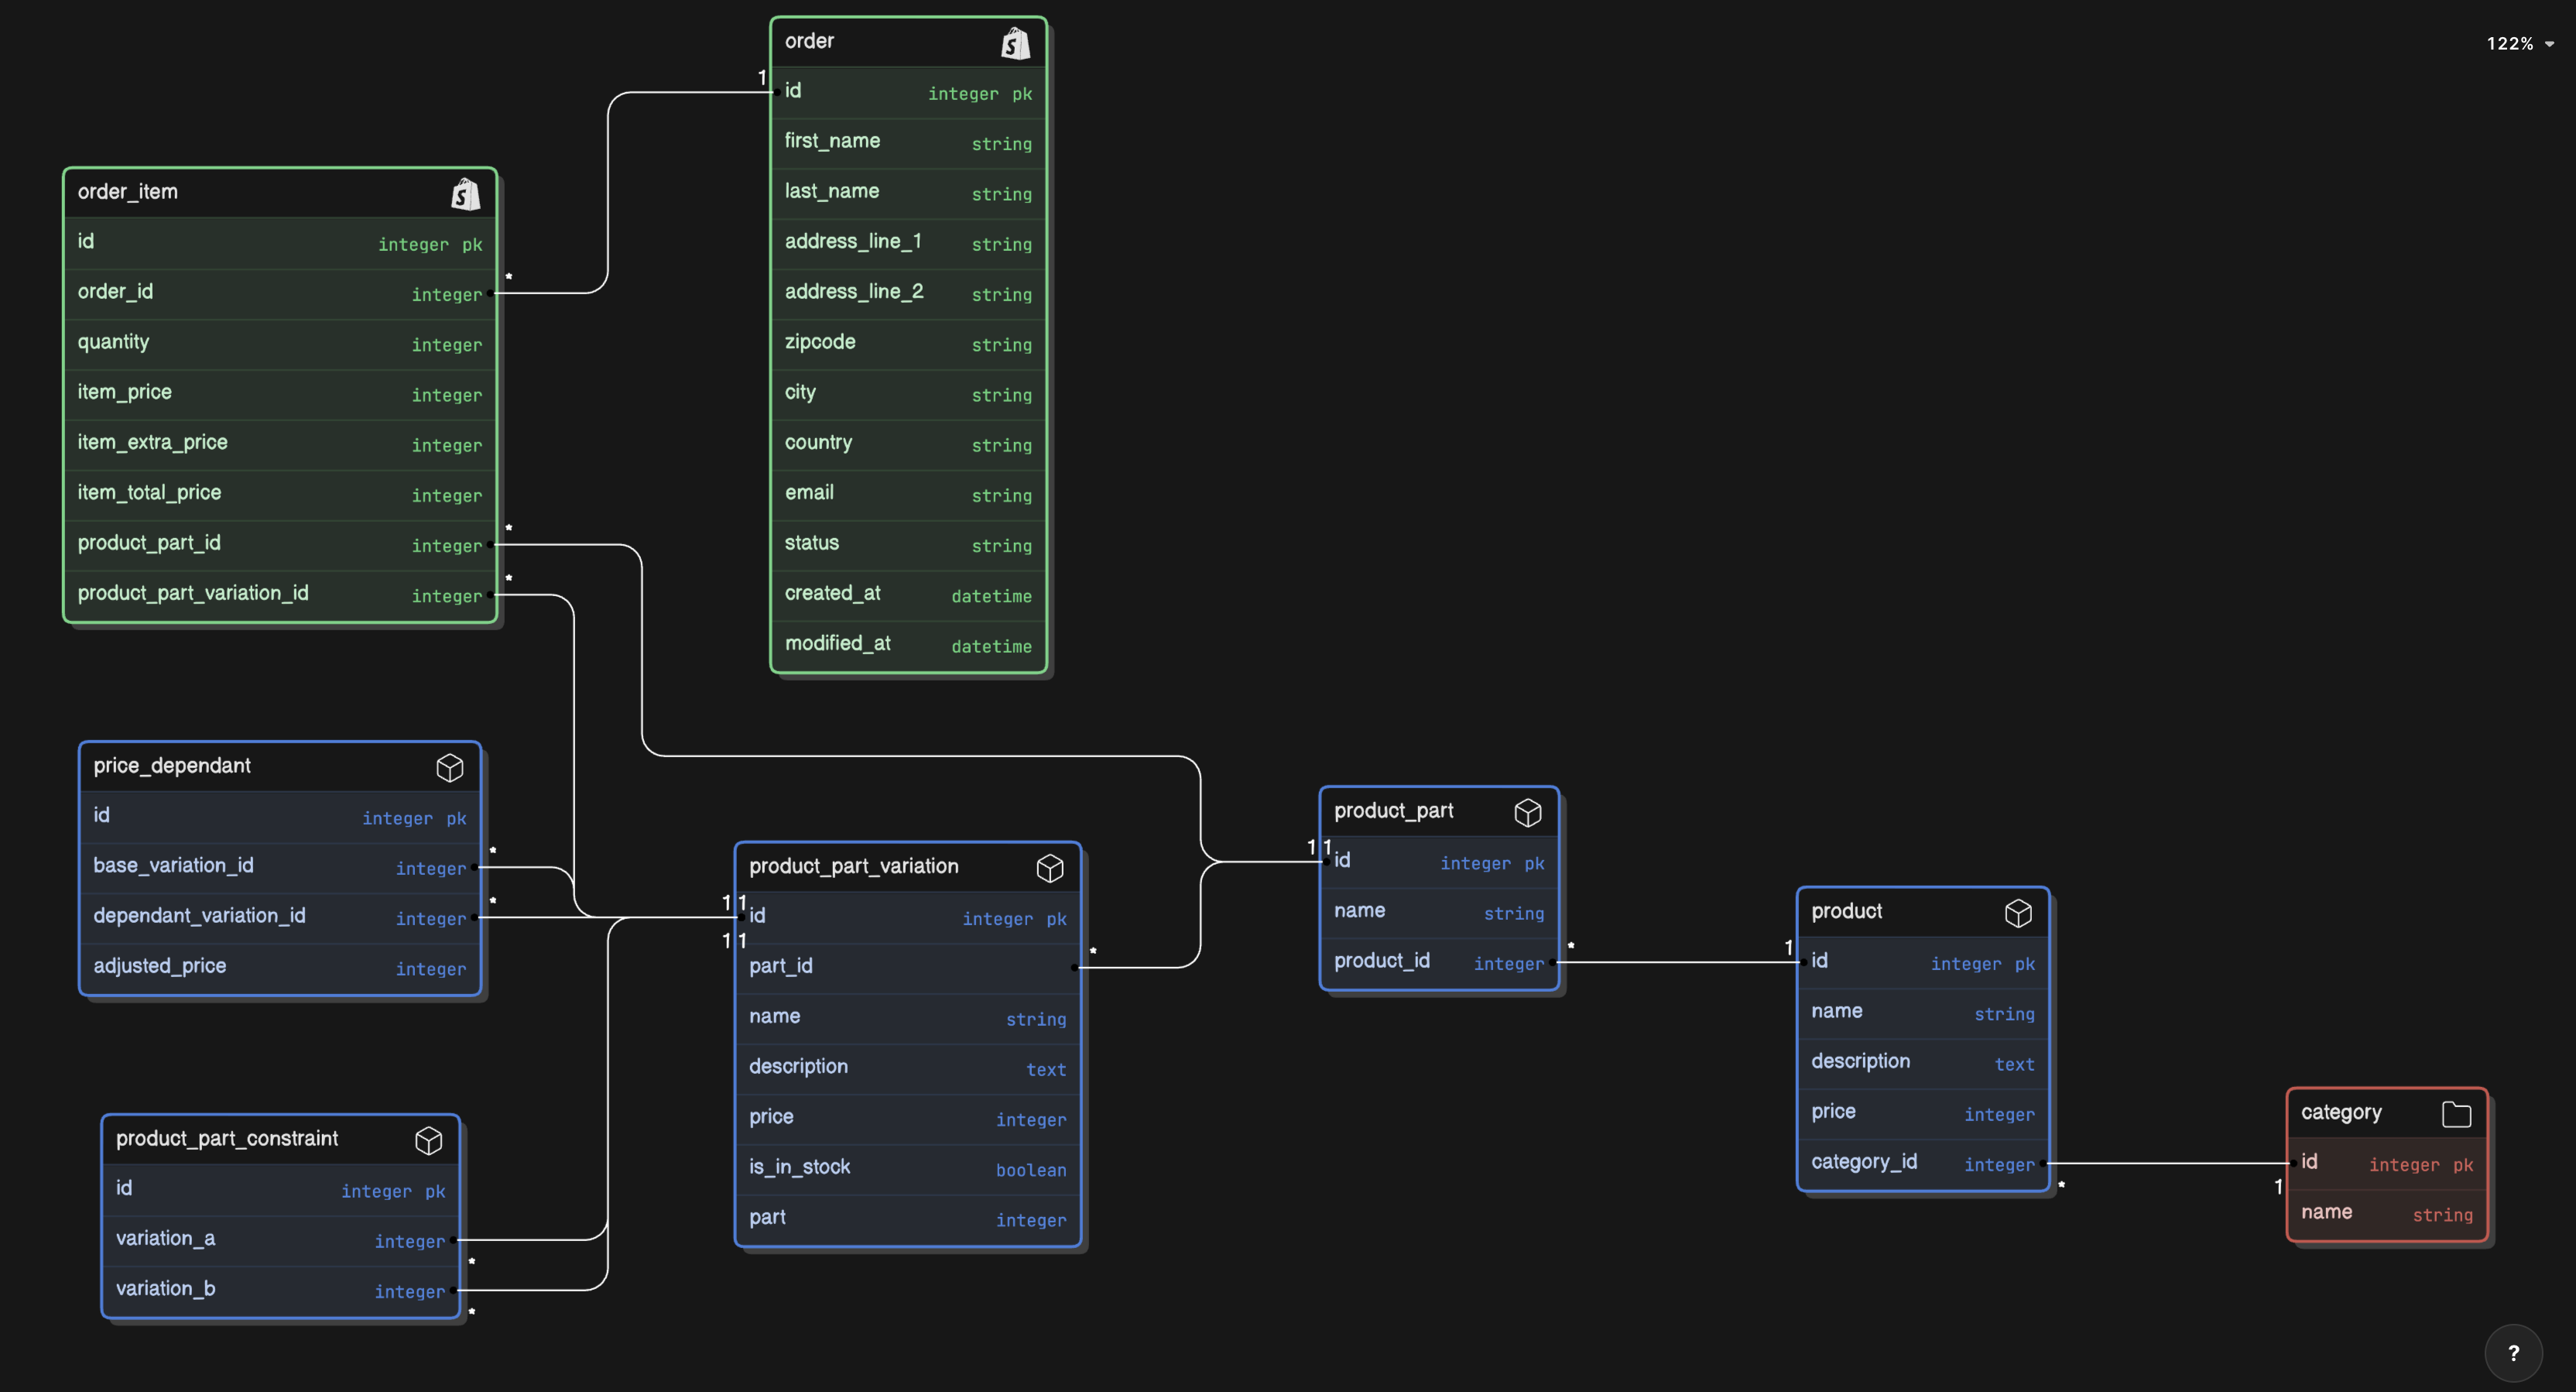 122%
order
1
id integer pk
first_name string
last_name string
address_line_1 string
address_line_2 string
zipcode string
city string
country string
email string
status string
created_at datetime
modified_at datetime
order_item
id integer pk
*
order_id integer
quantity integer
item_price integer
item_extra_price integer
item_total_price integer
*
product_part_id integer
*
product_part_variation_id integer
price_dependant
id integer pk
*
base_variation_id integer
*
dependant_variation_id integer
adjusted_price integer
product_part_constraint
id integer pk
variation_a integer
*
variation_b integer
*
product_part_variation
1 1
id integer pk
1 1
*
part_id
name string
description text
price integer
is_in_stock boolean
part integer
product_part
1 1
id integer pk
name string
*
product_id integer
product
1
id integer pk
name string
description text
price integer
category_id integer
*
category
id integer pk
1
name string
?